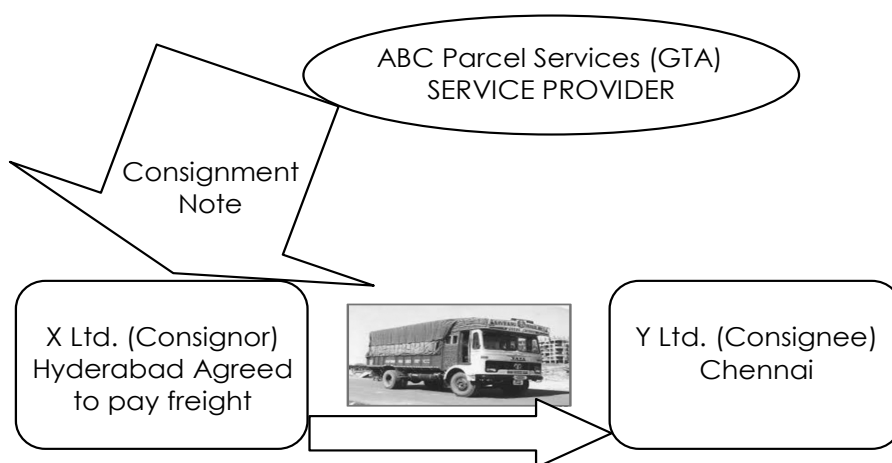 ABC Parcel Services (GTA)
SERVICE PROVIDER
Consignment
Note
X Ltd. (Consignor)
Hyderabad Agreed
to pay freight
Y Ltd. (Consignee)
Chennai